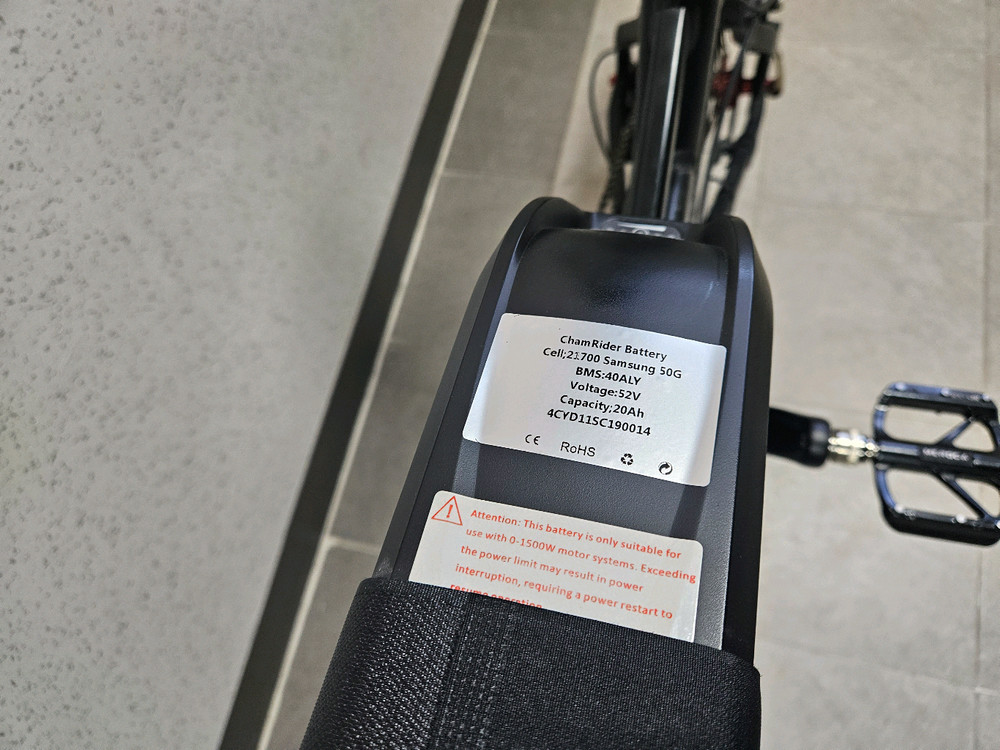 ChamRider Battery
Cell;21700 Samsung 50G
BMS:40ALY
Voltage:52V
Capacity;20Ah
4CYD11SC190014
CE RoHS
Attention: This battery is only suitable for
use with 0-1500W motor systems. Exceeding
the power limit may result in power
interruption, requiring a power restart to
resume operation